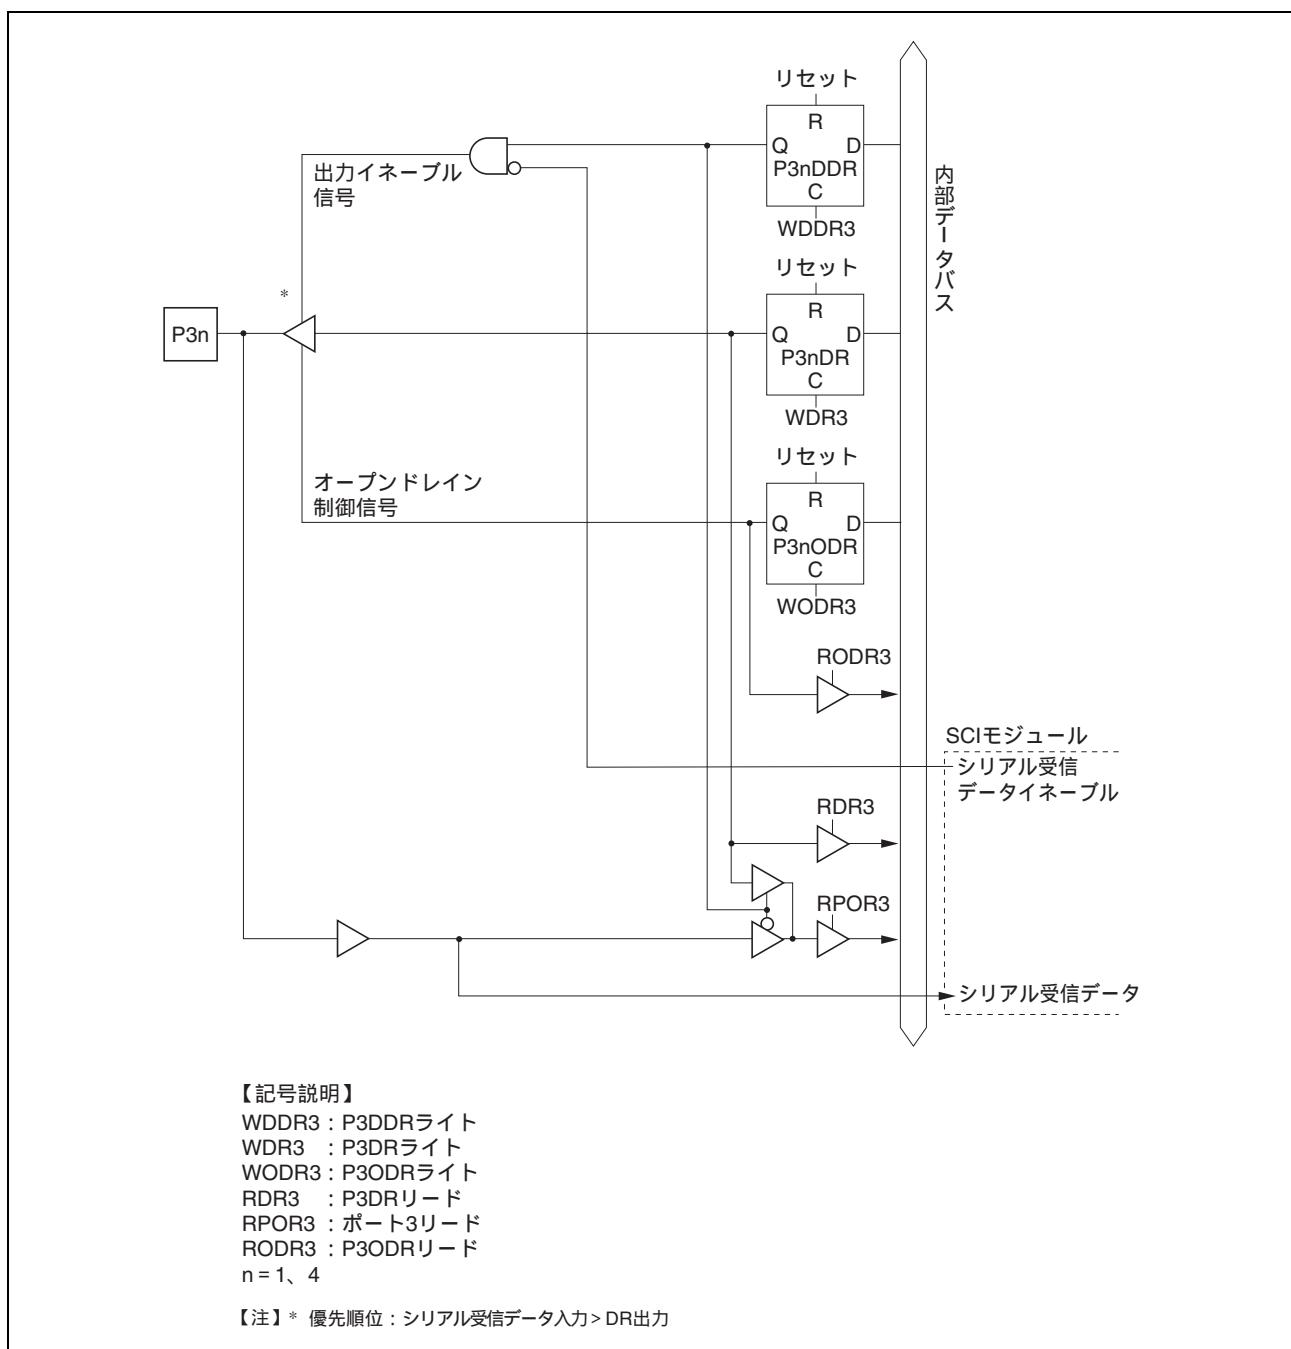 リセット
R
Q D
P3nDDR
C
WDDR3
出力イネーブル
信号
内部データバス
リセット
R
Q D
P3nDR
C
WDR3
*
P3n
リセット
R
Q D
P3nODR
C
WODR3
オープンドレイン
制御信号
RODR3
SCIモジュール
シリアル受信
データイネーブル
RDR3
RPOR3
シリアル受信データ
【記号説明】
WDDR3：P3DDRライト
WDR3 ：P3DRライト
WODR3：P3ODRライト
RDR3 ：P3DRリード
RPOR3 ：ポート3リード
RODR3 ：P3ODRリード
n = 1、4
【注】* 優先順位：シリアル受信データ入力 > DR出力